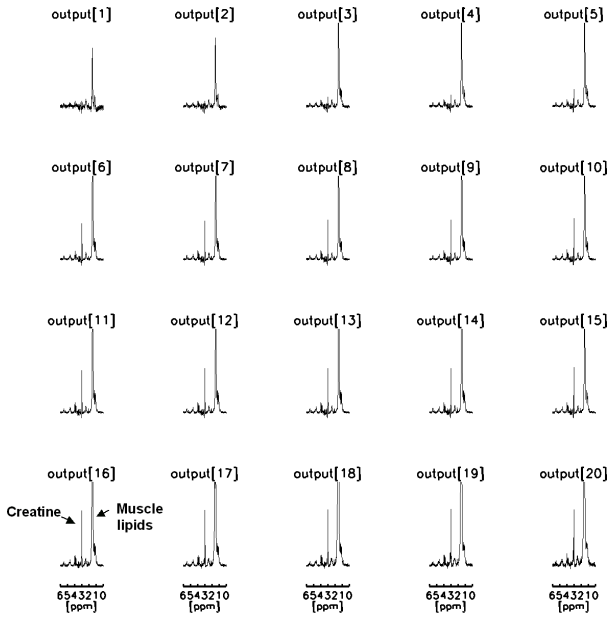 output[1] output[2] output[3] output[4] output[5]
output[6] output[7] output[8] output[9] output[10]
output[11] output[12] output[13] output[14] output[15]
output[16] output[17] output[18] output[19] output[20]
Creatine
Muscle
lipids
6543210 6543210 6543210 6543210 6543210
[ppm] [ppm] [ppm] [ppm] [ppm]